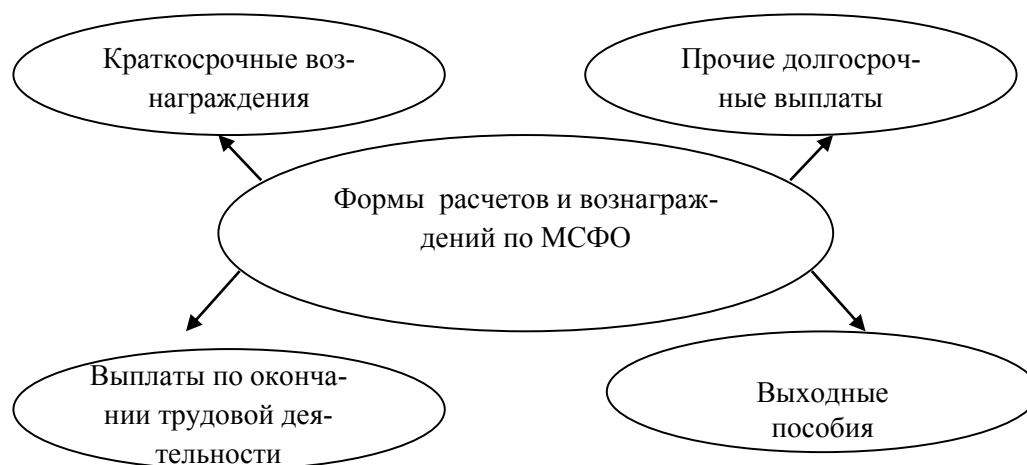 Краткосрочные воз-
награждения
Прочие долгосроч-
ные выплаты
Формы  расчетов и вознаграж-
дений по МСФО
Выплаты по оконча-
нии трудовой дея-
тельности
Выходные
пособия